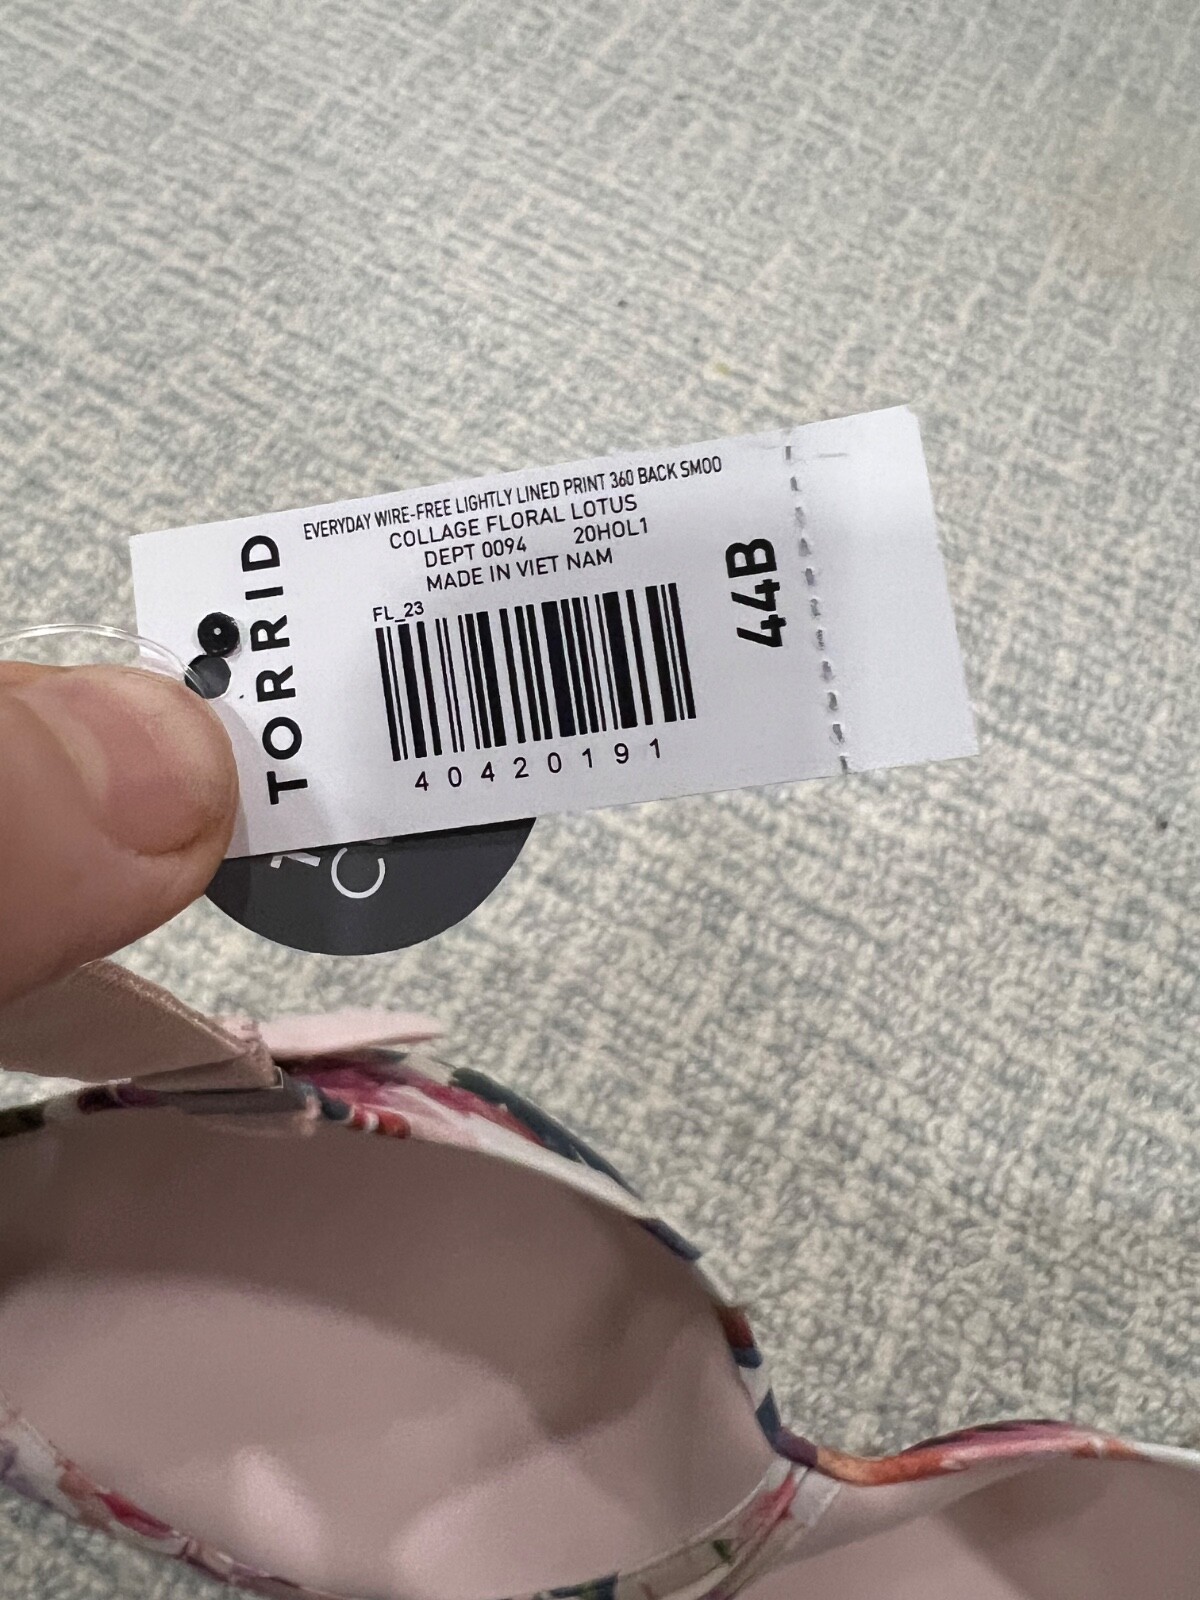 TORRID
EVERYDAY WIRE-FREE LIGHTLY LINED PRINT 360 BACK SMOO
COLLAGE FLORAL LOTUS
DEPT 0094 20HOL1
MADE IN VIET NAM
FL_23
40420191
44B